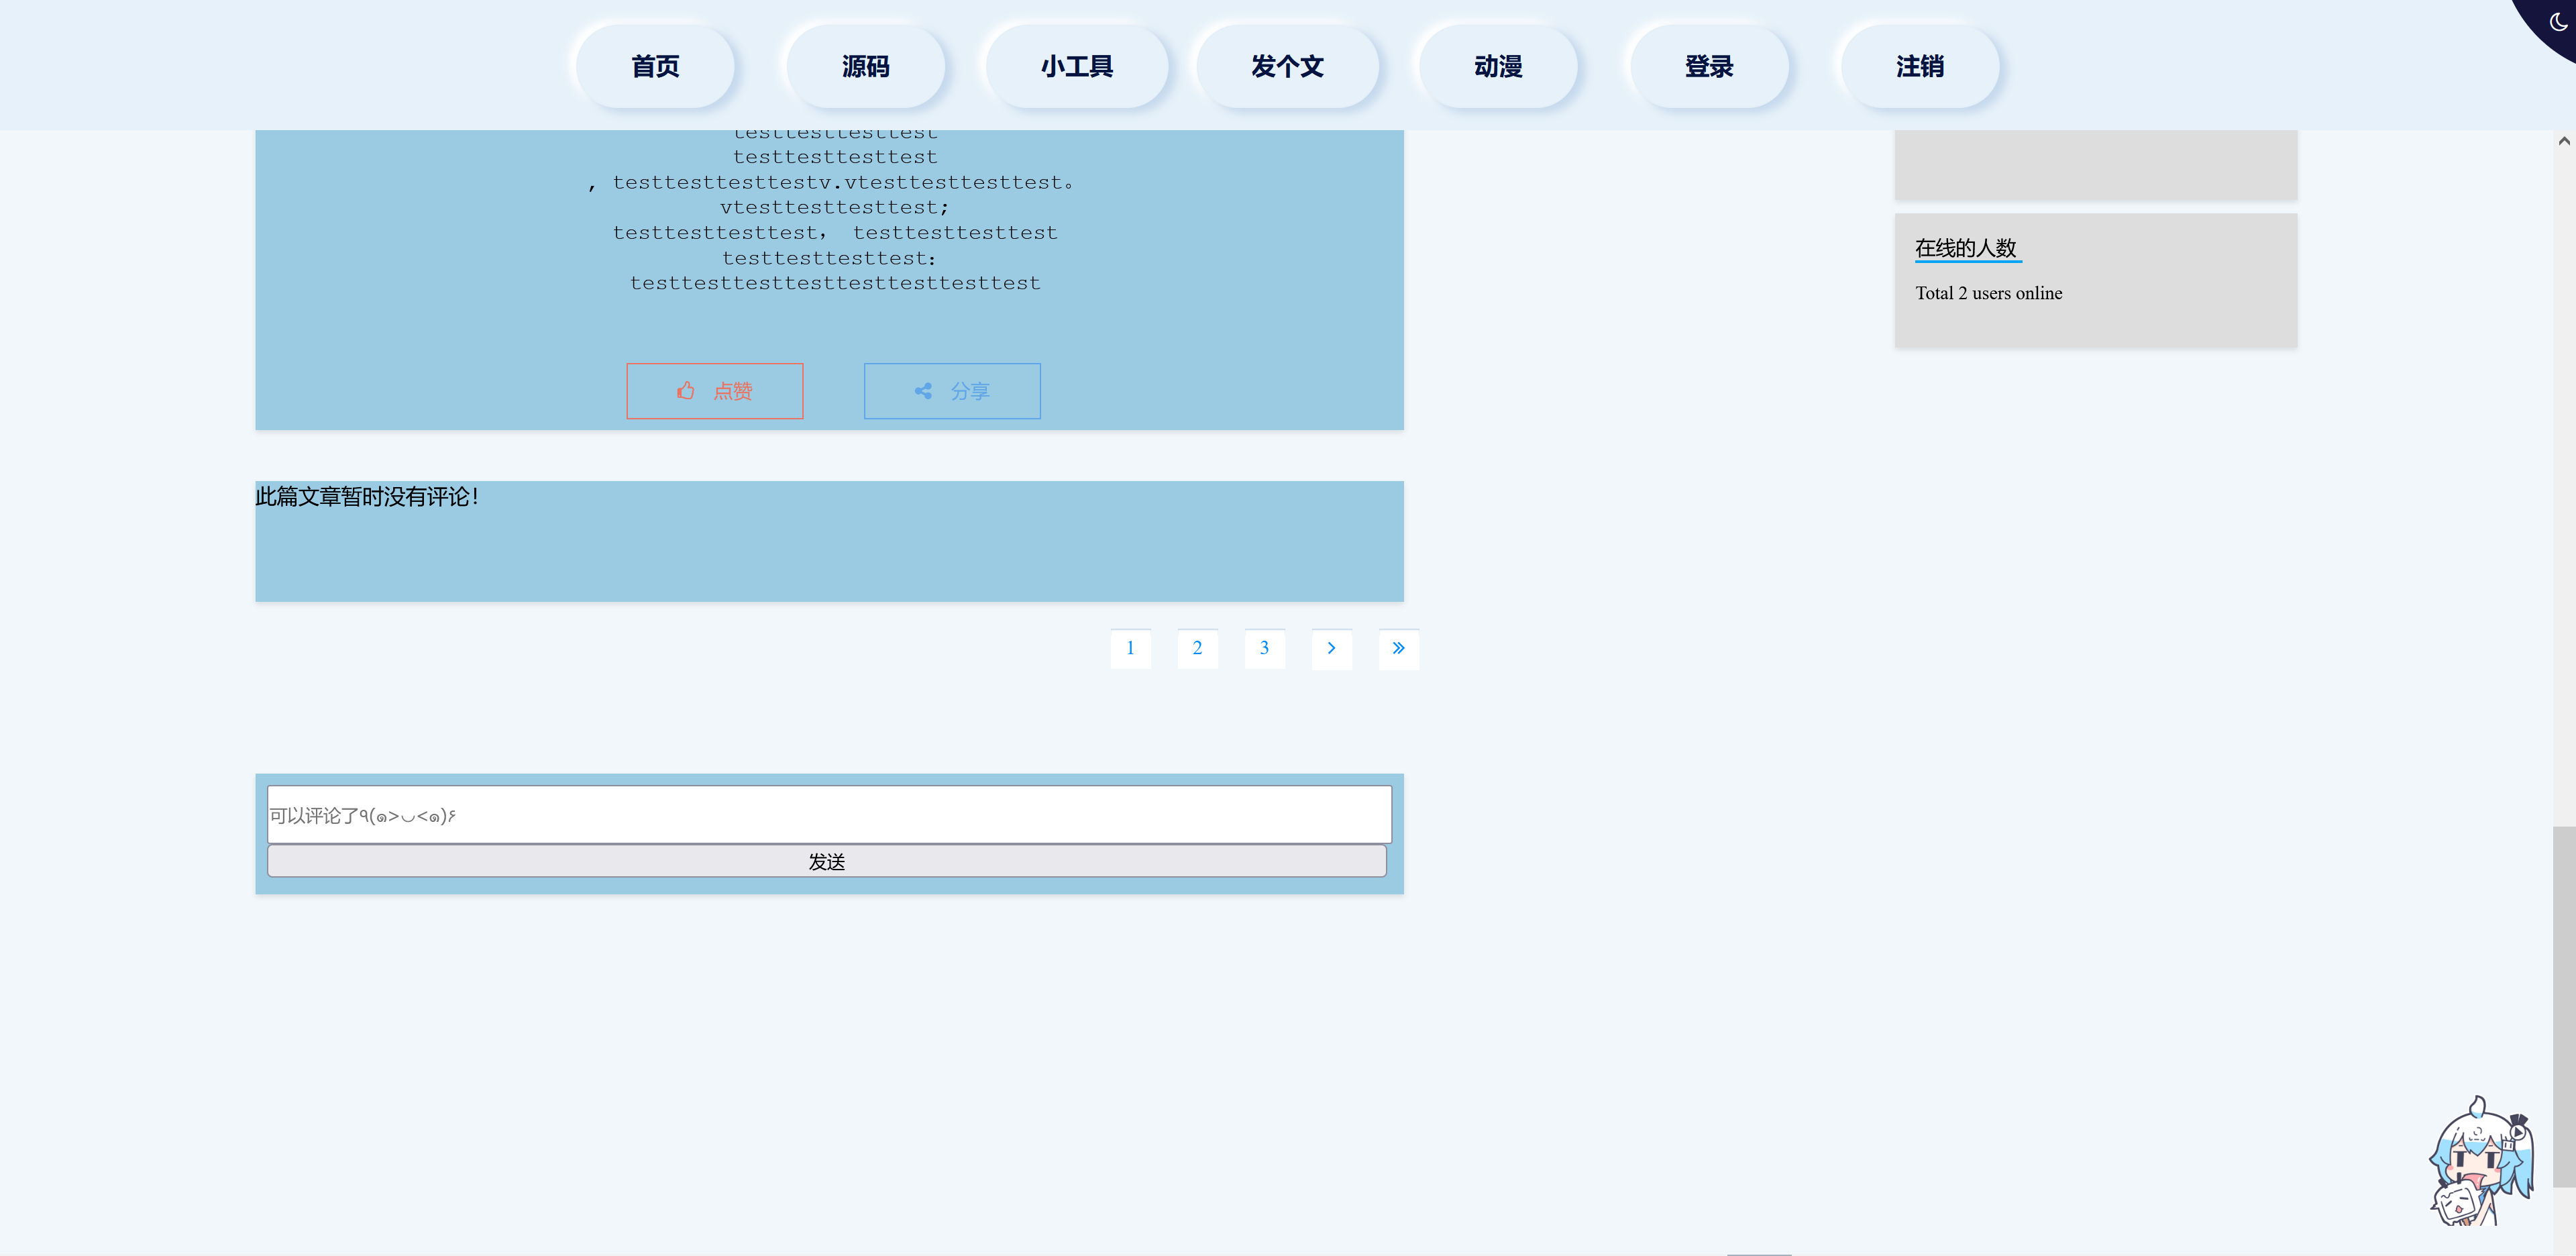 首页 源码 小工具 发个文 动漫 登录 注销
testtesttesttest
testtesttesttest
, testtesttesttestv.vtesttesttesttest。
vtesttesttesttest;
testtesttesttest， testtesttesttest
testtesttesttest：
testtesttesttesttesttesttesttest
点赞 分享
此篇文章暂时没有评论！
1 2 3
可以评论了٩(๑>◡<๑)۶
发送
在线的人数
Total 2 users online